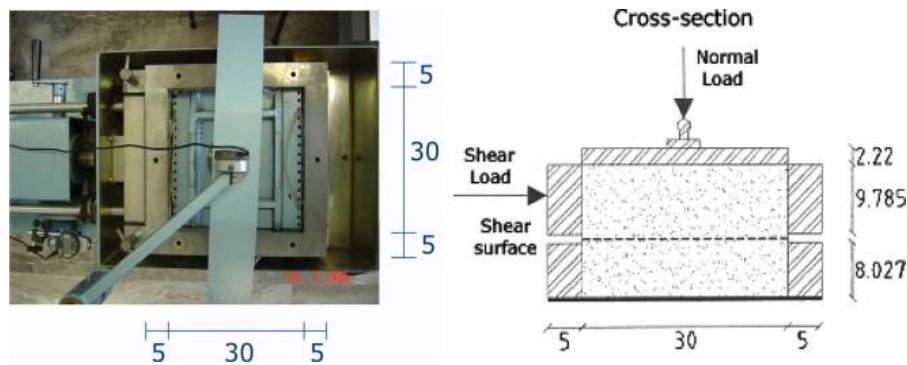 5
30
5
5 30 5
Cross-section
Normal
Load
Shear
Load
Shear
surface
2.22
9.785
8.027
5 30 5